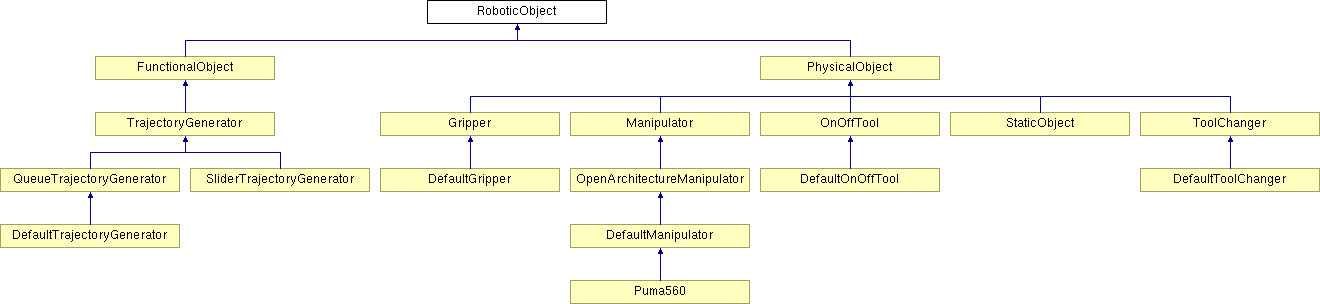 RoboticObject
FunctionalObject
PhysicalObject
TrajectoryGenerator
Gripper
Manipulator
OnOffTool
StaticObject
ToolChanger
QueueTrajectoryGenerator
SliderTrajectoryGenerator
DefaultGripper
OpenArchitectureManipulator
DefaultOnOffTool
DefaultToolChanger
DefaultTrajectoryGenerator
DefaultManipulator
Puma560